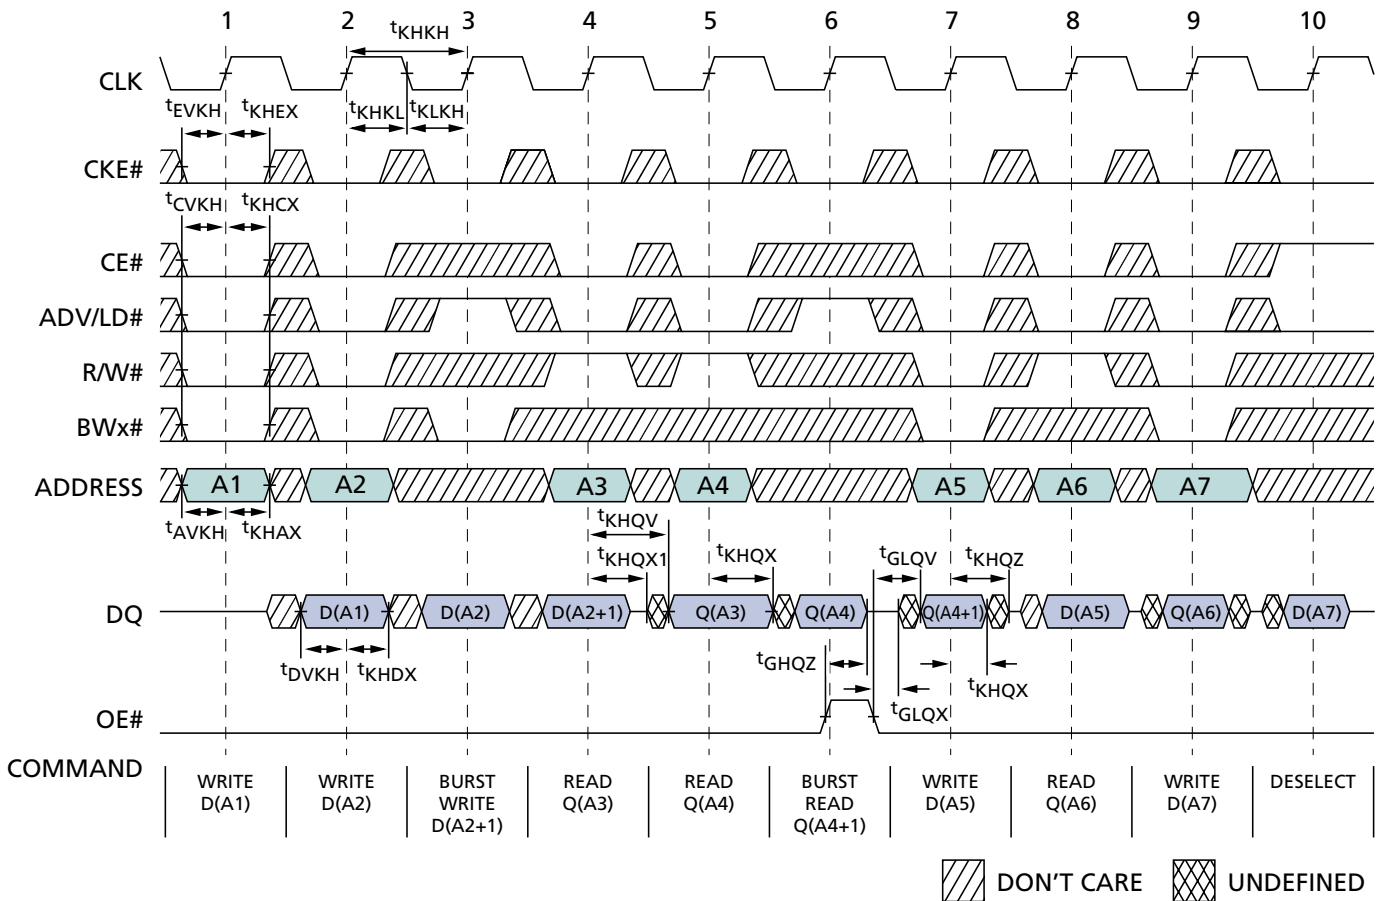 1 2 3 4 5 6 7 8 9 10
tKHKH
CLK
tEVKH tKHEX tKHKL tKLKH
CKE#
tCVKH tKHCX
CE#
ADV/LD#
R/W#
BWx#
ADDRESS A1 A2 A3 A4 A5 A6 A7
tAVKH tKHAX
tKHQV
tKHQX1 tKHQX tGLQV tKHQZ
DQ D(A1) D(A2) D(A2+1) Q(A3) Q(A4) Q(A4+1) D(A5) Q(A6) D(A7)
tDVKH tKHDX tGHQZ tKHQX
tGLQX
OE#
COMMAND
WRITE WRITE BURST READ READ BURST WRITE READ WRITE DESELECT
D(A1) D(A2) WRITE Q(A3) Q(A4) READ D(A5) Q(A6) D(A7)
D(A2+1) Q(A4+1)
DON'T CARE UNDEFINED